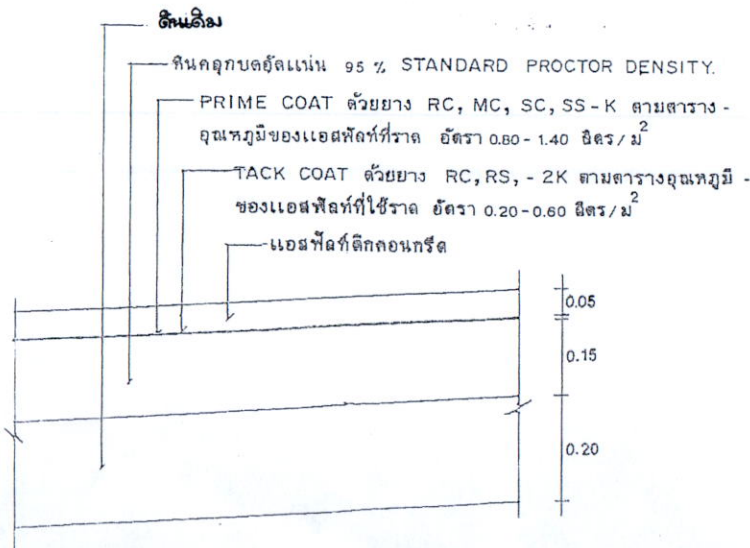 ดินเดิม
หินคลุกบดอัดแน่น 95 % STANDARD PROCTOR DENSITY.
PRIME COAT ด้วยยาง RC, MC, SC, SS-K ตามตาราง -
อุณหภูมิของแอสฟัลท์ที่ราด อัตรา 0.80 - 1.40 ลิตร/ม²
TACK COAT ด้วยยาง RC, RS, - 2K ตามตารางอุณหภูมิ -
ของแอสฟัลท์ที่ใช้ราด อัตรา 0.20-0.60 ลิตร/ม²
แอสฟัลท์ติกคอนกรีต
0.05
0.15
0.20